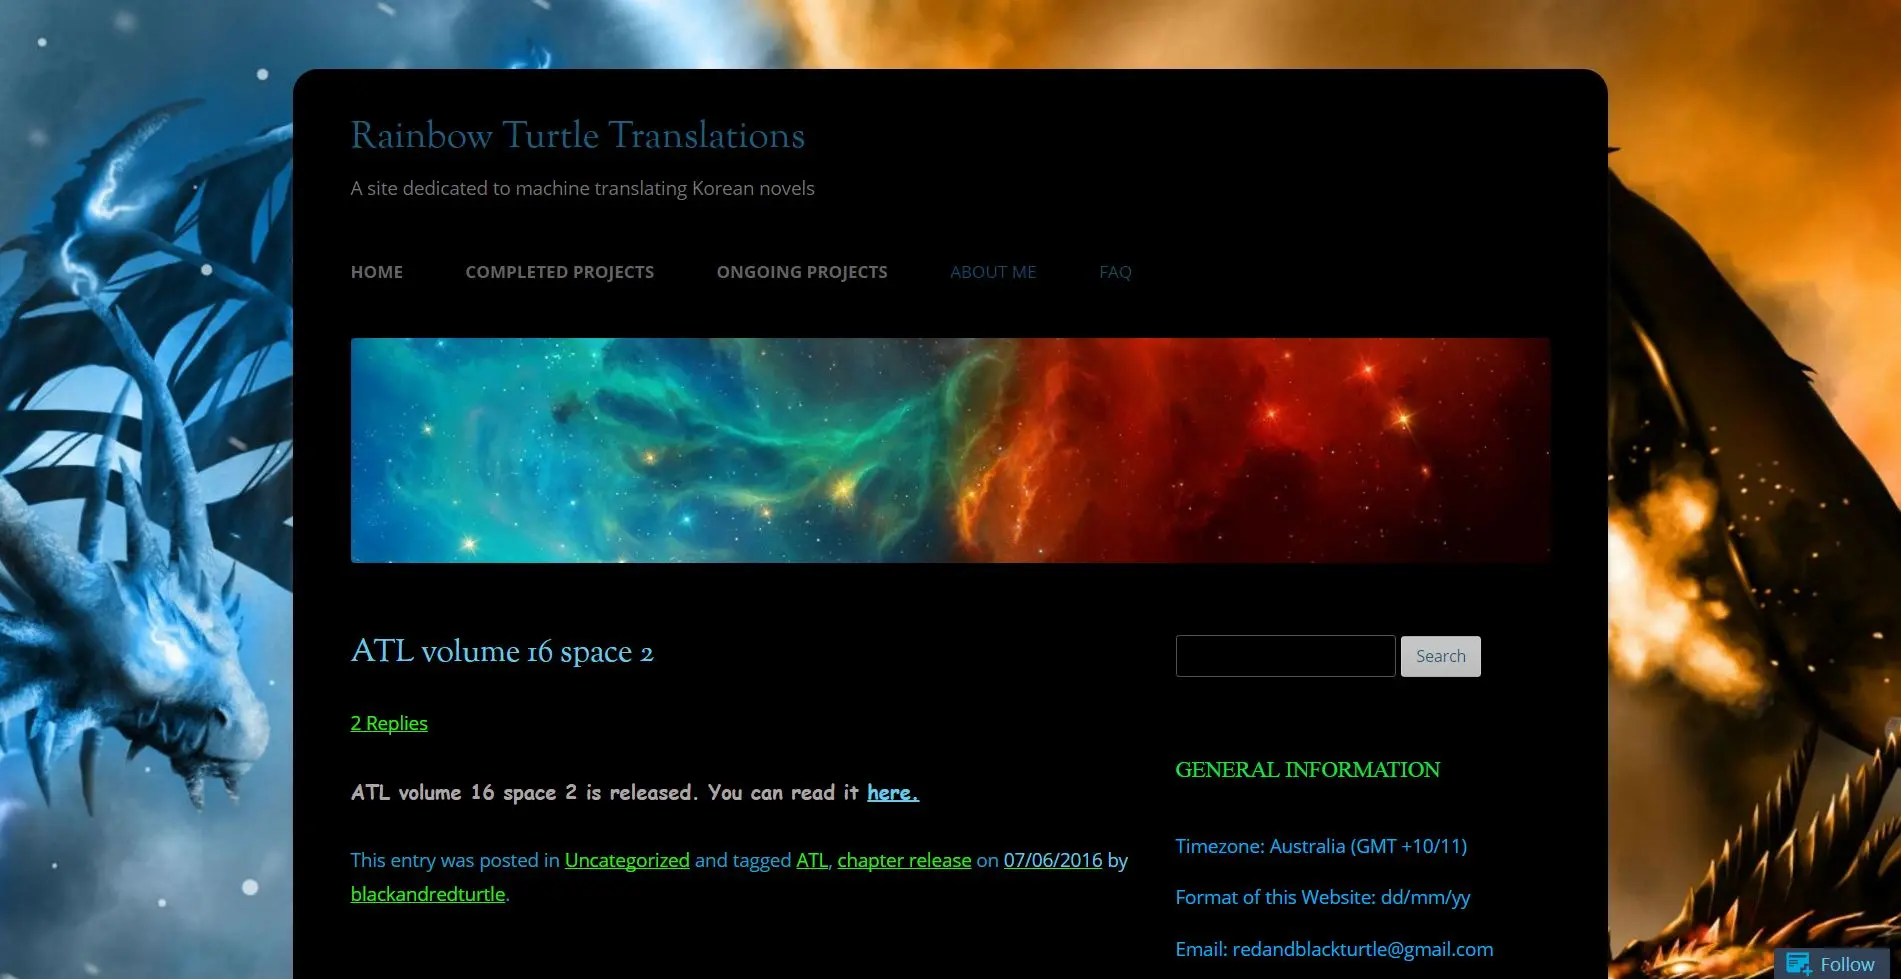 Rainbow Turtle Translations
A site dedicated to machine translating Korean novels
HOME COMPLETED PROJECTS ONGOING PROJECTS ABOUT ME FAQ
ATL volume 16 space 2
Search
2 Replies
GENERAL INFORMATION
ATL volume 16 space 2 is released. You can read it here.
This entry was posted in Uncategorized and tagged ATL, chapter release on 07/06/2016 by
blackandredturtle.
Timezone: Australia (GMT +10/11)
Format of this Website: dd/mm/yy
Email: redandblackturtle@gmail.com
Follow